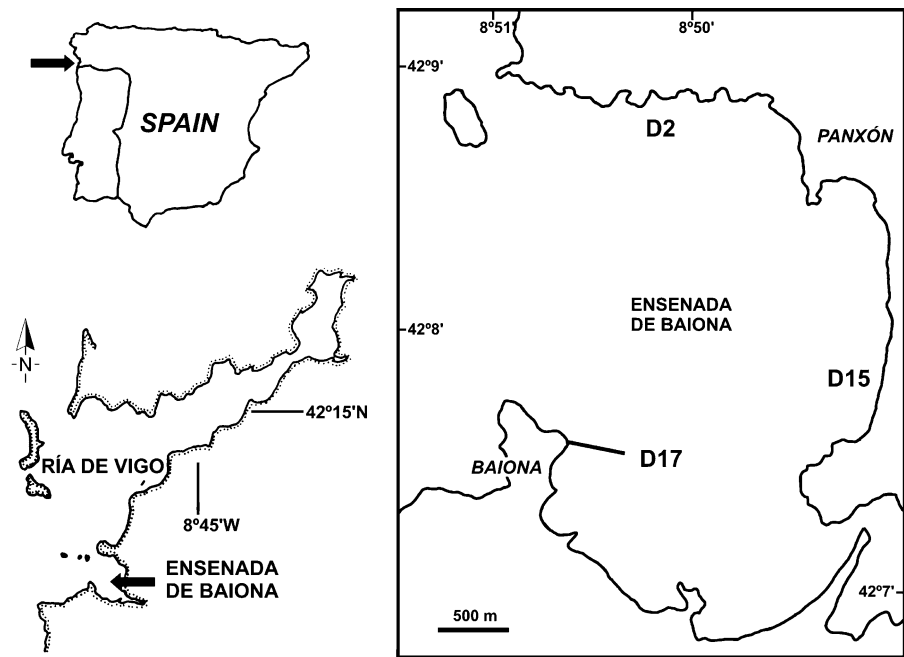 SPAIN
N
42º15'N
RÍA DE VIGO
8º45'W
ENSENADA
DE BAIONA
8º51'
8º50'
42º9'
D2
PANXÓN
ENSENADA
DE BAIONA
42º8'
D15
BAIONA
D17
42º7'
500 m